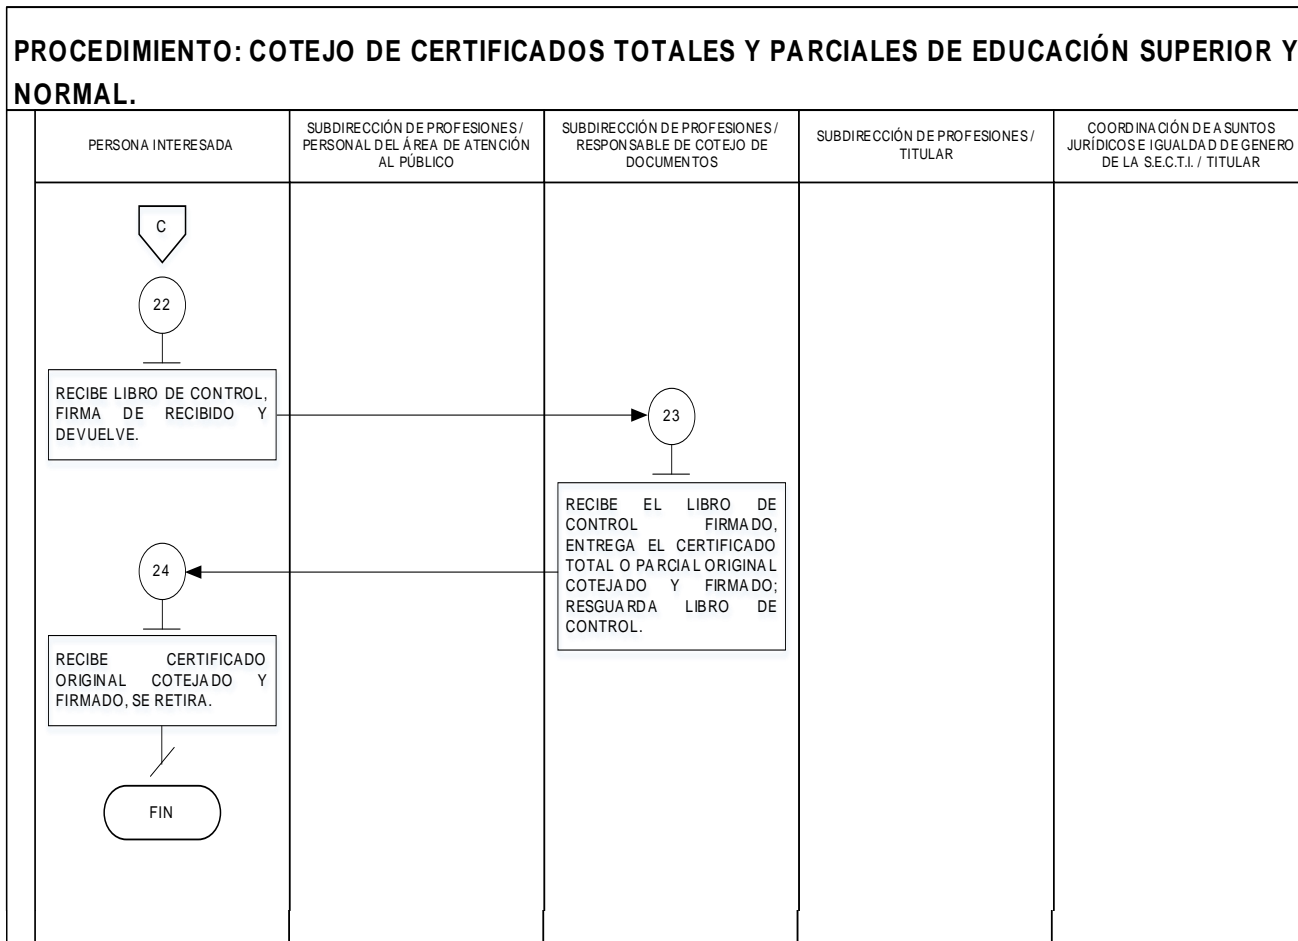 PROCEDIMIENTO: COTEJO DE CERTIFICADOS TOTALES Y PARCIALES DE EDUCACIÓN SUPERIOR Y
NORMAL.
PERSONA INTERESADA
SUBDIRECCIÓN DE PROFESIONES /
PERSONAL DEL ÁREA DE ATENCIÓN
AL PÚBLICO
SUBDIRECCIÓN DE PROFESIONES /
RESPONSABLE DE COTEJO DE
DOCUMENTOS
SUBDIRECCIÓN DE PROFESIONES /
TITULAR
COORDINACIÓN DE ASUNTOS
JURÍDICOS E IGUALDAD DE GENERO
DE LA S.E.C.T.I. / TITULAR
C
22
RECIBE LIBRO DE CONTROL,
FIRMA DE RECIBIDO Y
DEVUELVE.
23
RECIBE EL LIBRO DE
CONTROL FIRMADO,
ENTREGA EL CERTIFICADO
TOTAL O PARCIAL ORIGINAL
COTEJADO Y FIRMADO;
RESGUARDA LIBRO DE
CONTROL.
24
RECIBE CERTIFICADO
ORIGINAL COTEJADO Y
FIRMADO, SE RETIRA.
FIN